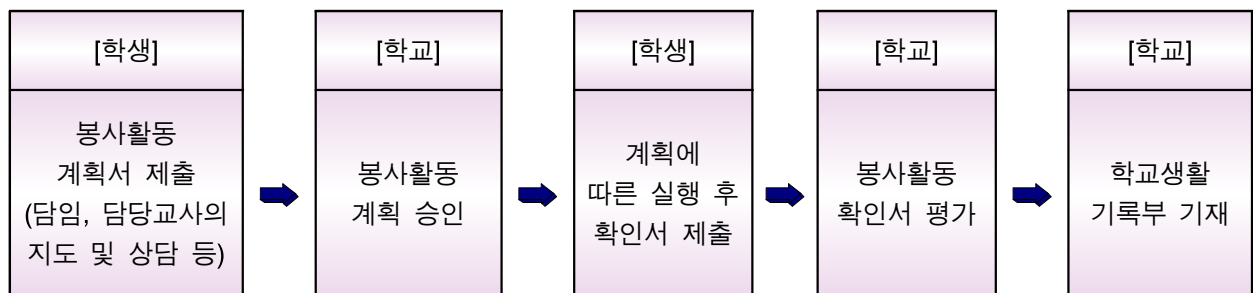 [학생]
봉사활동
계획서 제출
(담임, 담당교사의
지도 및 상담 등)
[학교]
봉사활동
계획 승인
[학생]
계획에
따른 실행 후
확인서 제출
[학교]
봉사활동
확인서 평가
[학교]
학교생활
기록부 기재